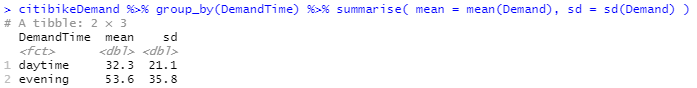 > citibikeDemand %>% group_by(DemandTime) %>% summarise( mean = mean(Demand), sd = sd(Demand) )
# A tibble: 2 × 3
  DemandTime  mean    sd
  <fct>      <dbl> <dbl>
1 daytime     32.3  21.1
2 evening     53.6  35.8